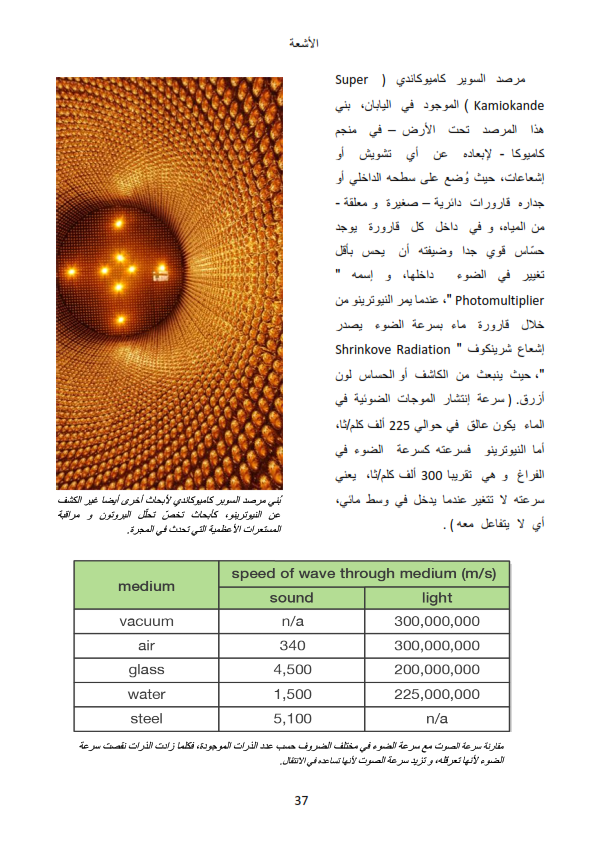 الأشعة
مرصد السوير كاميوكاندي ( Super
Kamiokande ) الموجود في اليابان، بني
هذا المرصد تحت الأرض – في منجم
كاميوكا - لإبعاده عن أي تشويش أو
إشعاعات، حيث وُضع على سطحه الداخلي أو
جداره قارورات دائرية – صغيرة و معلقة -
من المياه، و في داخل كل قارورة يوجد
حسّاس قوي جدا وضيفته أن يحس بأقل
تغيير في الضوء داخلها، و إسمه "
Photomultiplier "، عندما يمر النيوترينو من
خلال قارورة ماء بسرعة الضوء يصدر
إشعاع شرينكوف " Shrinkove Radiation
"، حيث ينبعث من الكاشف أو الحساس لون
أزرق. ( سرعة إنتشار الموجات الضوئية في
الماء يكون عالق في حوالي 225 ألف كلم/ثا،
أما النيوترينو فسرعته كسرعة الضوء في
الفراغ و هي تقريبا 300 ألف كلم/ثا، يعني
سرعته لا تتغير عندما يدخل في وسط مائي،
أي لا يتفاعل معه ) .
بُني مرصد السوير كاميوكاندي لأبحاث أخرى أيضا غير الكشف
عن النيوترينو، كأبحاث تخصّ تحلّل البروتون و مراقبة
المستعرات الأعظمية التي تحدث في المجرة.
medium speed of wave through medium (m/s)
sound light
vacuum n/a 300,000,000
air 340 300,000,000
glass 4,500 200,000,000
water 1,500 225,000,000
steel 5,100 n/a
مقارنة سرعة الصوت مع سرعة الضوء في مختلف الضروف حسب عدد الذرات الموجودة، فكلما زادت الذرات نقصت سرعة
الضوء لأنها تعرقله، و تزيد سرعة الصوت لأنها تساعده في الانتقال.
37